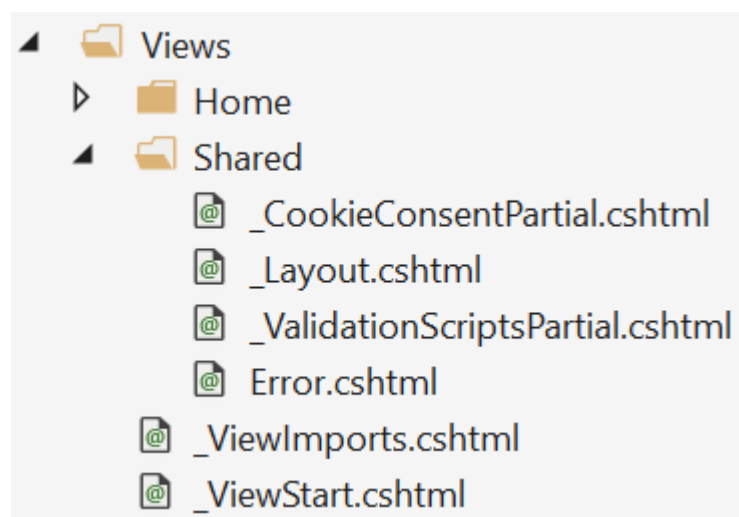 Views
Home
Shared
_CookieConsentPartial.cshtml
_Layout.cshtml
_ValidationScriptsPartial.cshtml
Error.cshtml
_ViewImports.cshtml
_ViewStart.cshtml